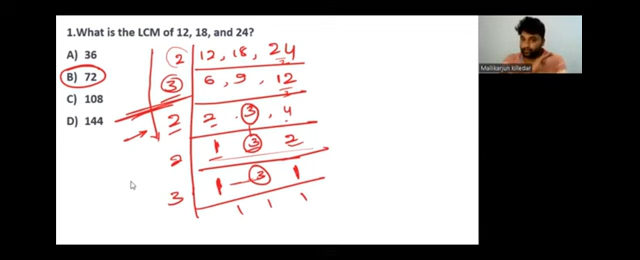 1.What is the LCM of 12, 18, and 24?
A) 36
B) 72
C) 108
D) 144
2 12, 18, 24
3 6, 9, 12
2 2, 3, 4
2 1 3 2
3 1 3 1
1 1 1
Mallikarjun Killedar